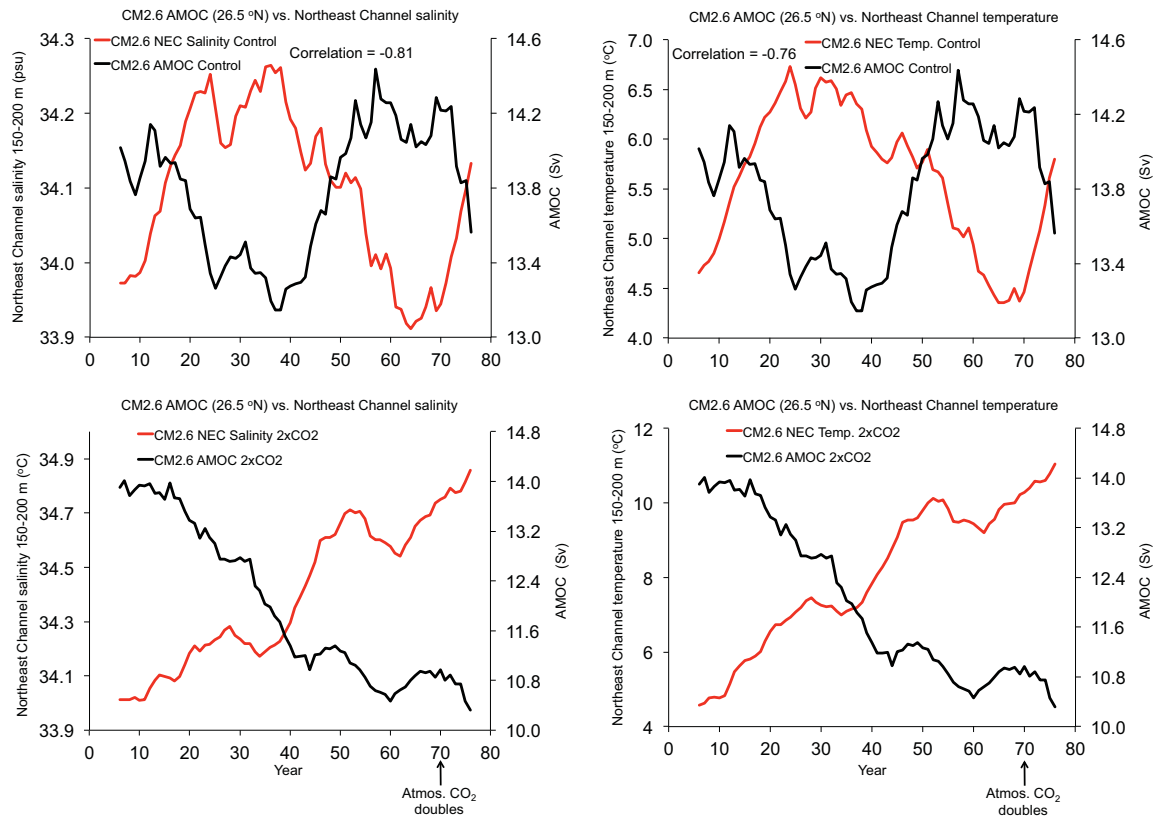 CM2.6 AMOC (26.5 ºN) vs. Northeast Channel salinity
CM2.6 NEC Salinity Control
CM2.6 AMOC Control
Correlation = -0.81
Northeast Channel salinity 150-200 m (psu)
34.3
34.2
34.1
34.0
33.9
14.6
14.2
13.8
13.4
13.0
AMOC (Sv)
0 10 20 30 40 50 60 70 80
CM2.6 AMOC (26.5 ºN) vs. Northeast Channel temperature
Correlation = -0.76
CM2.6 NEC Temp. Control
CM2.6 AMOC Control
Northeast Channel temperature 150-200 m (ºC)
7.0
6.5
6.0
5.5
5.0
4.5
4.0
14.6
14.2
13.8
13.4
13.0
AMOC (Sv)
0 10 20 30 40 50 60 70 80
CM2.6 AMOC (26.5 ºN) vs. Northeast Channel salinity
CM2.6 NEC Salinity 2xCO2
CM2.6 AMOC 2xCO2
Northeast Channel salinity 150-200 m (ºC)
34.9
34.7
34.5
34.3
34.1
33.9
14.8
14.0
13.2
12.4
11.6
10.8
10.0
AMOC (Sv)
0 10 20 30 40 50 60 70 80
Year
Atmos. CO₂
doubles
CM2.6 AMOC (26.5 ºN) vs. Northeast Channel temperature
CM2.6 NEC Temp. 2xCO2
CM2.6 AMOC 2xCO2
Northeast Channel temperature 150-200 m (ºC)
12
10
8
6
4
14.8
14.0
13.2
12.4
11.6
10.8
10.0
AMOC (Sv)
0 10 20 30 40 50 60 70 80
Year
Atmos. CO₂
doubles